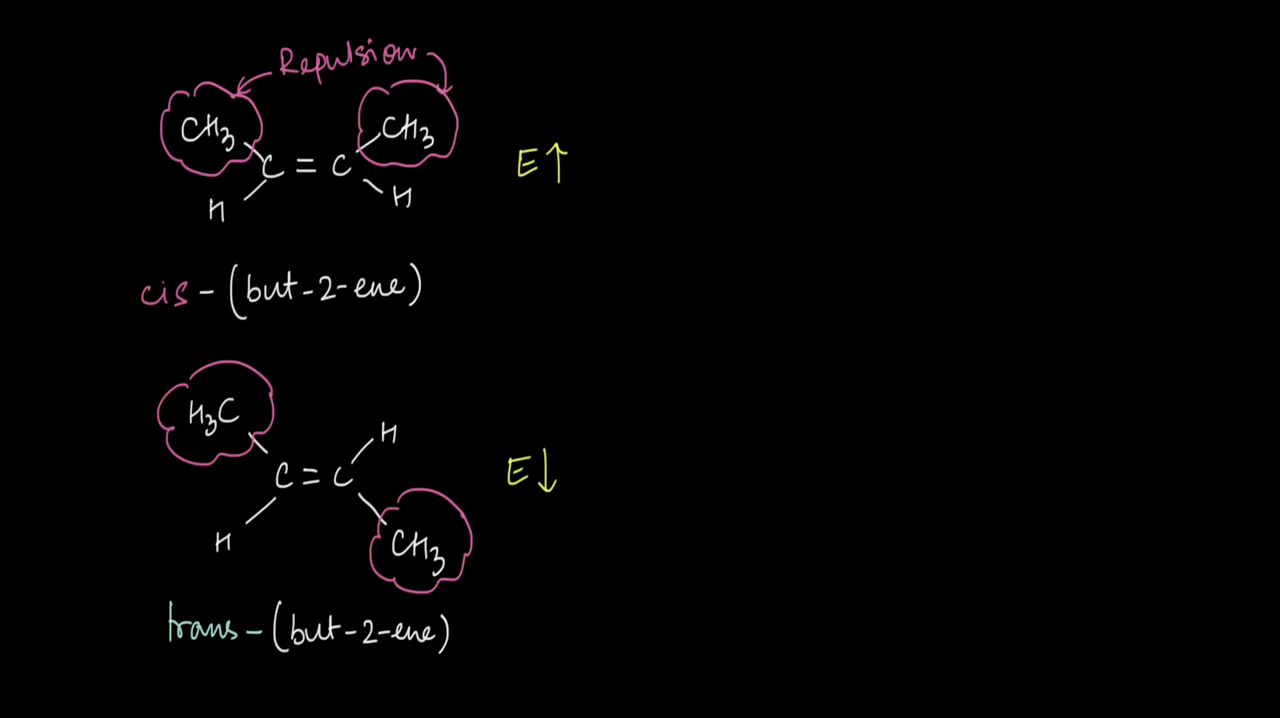 Repulsion
CH3 CH3
C = C E↑
H H
cis-(but-2-ene)
H3C
H
C = C E↓
H CH3
trans-(but-2-ene)